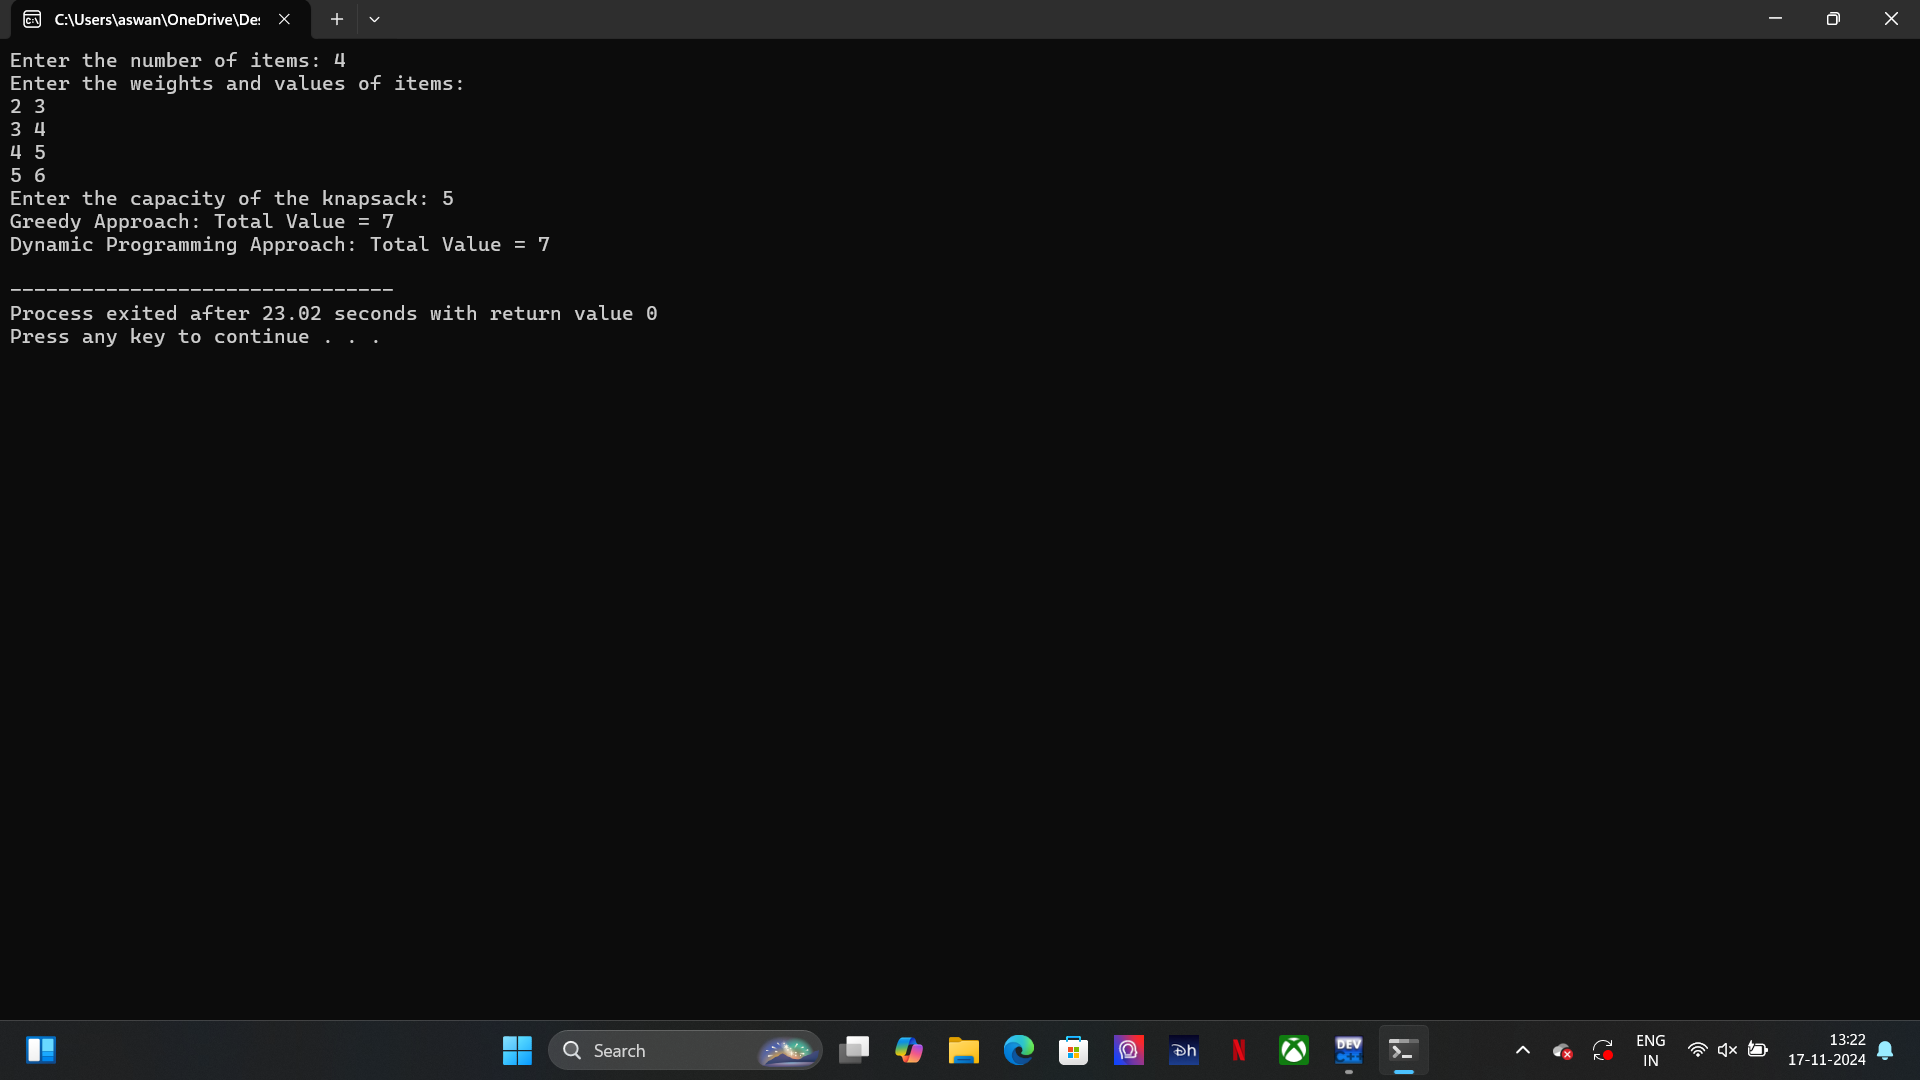 C:\Users\aswan\OneDrive\Des
Enter the number of items: 4
Enter the weights and values of items:
2 3
3 4
4 5
5 6
Enter the capacity of the knapsack: 5
Greedy Approach: Total Value = 7
Dynamic Programming Approach: Total Value = 7
--------------------------------
Process exited after 23.02 seconds with return value 0
Press any key to continue . . .
Search
Dh
N
DEV
C++
ENG
IN
13:22
17-11-2024